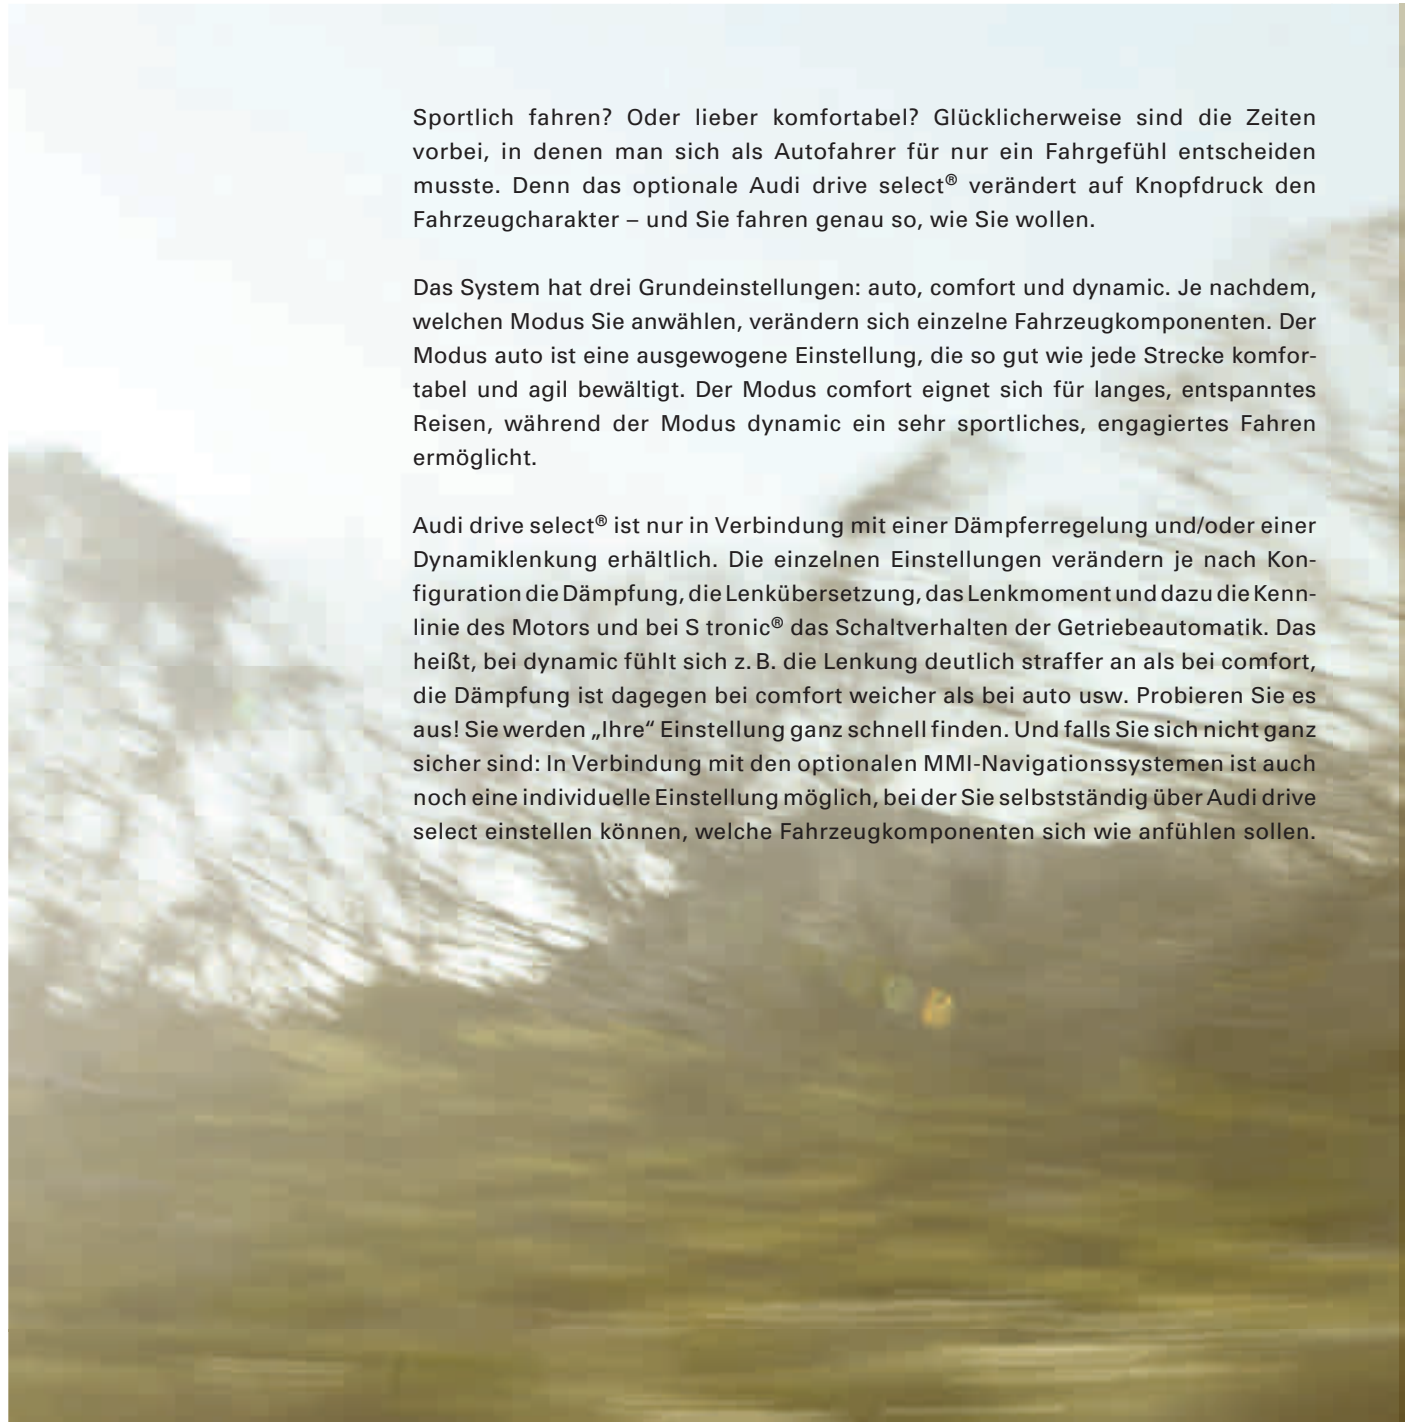 Sportlich fahren? Oder lieber komfortabel? Glücklicherweise sind die Zeiten
vorbei, in denen man sich als Autofahrer für nur ein Fahrgefühl entscheiden
musste. Denn das optionale Audi drive select® verändert auf Knopfdruck den
Fahrzeugcharakter – und Sie fahren genau so, wie Sie wollen.
Das System hat drei Grundeinstellungen: auto, comfort und dynamic. Je nachdem,
welchen Modus Sie anwählen, verändern sich einzelne Fahrzeugkomponenten. Der
Modus auto ist eine ausgewogene Einstellung, die so gut wie jede Strecke komfor-
tabel und agil bewältigt. Der Modus comfort eignet sich für langes, entspanntes
Reisen, während der Modus dynamic ein sehr sportliches, engagiertes Fahren
ermöglicht.
Audi drive select® ist nur in Verbindung mit einer Dämpferregelung und/oder einer
Dynamiklenkung erhältlich. Die einzelnen Einstellungen verändern je nach Kon-
figuration die Dämpfung, die Lenkübersetzung, das Lenkmoment und dazu die Kenn-
linie des Motors und bei S tronic® das Schaltverhalten der Getriebeautomatik. Das
heißt, bei dynamic fühlt sich z. B. die Lenkung deutlich straffer an als bei comfort,
die Dämpfung ist dagegen bei comfort weicher als bei auto usw. Probieren Sie es
aus! Sie werden „Ihre“ Einstellung ganz schnell finden. Und falls Sie sich nicht ganz
sicher sind: In Verbindung mit den optionalen MMI-Navigationssystemen ist auch
noch eine individuelle Einstellung möglich, bei der Sie selbstständig über Audi drive
select einstellen können, welche Fahrzeugkomponenten sich wie anfühlen sollen.